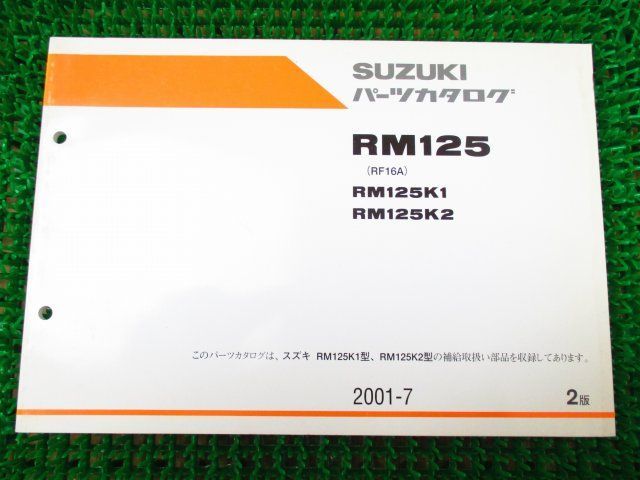 SUZUKI
パーツカタログ
RM125
(RF16A)
RM125K1
RM125K2
このパーツカタログは、スズキ RM125K1型、RM125K2型の補給取扱い部品を収録してあります。
2001-7
2版